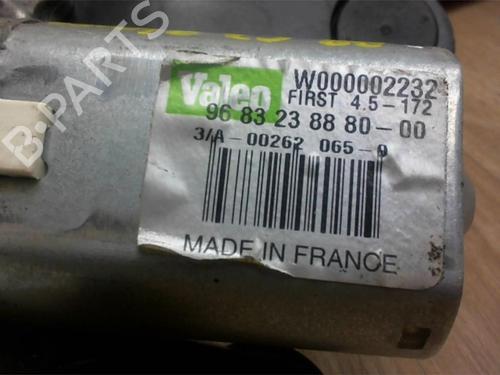 Valeo
W000002232
FIRST 4.5-172
96 83 23 88 80-00
3/A-00262 065-0
MADE IN FRANCE
B-PARTS